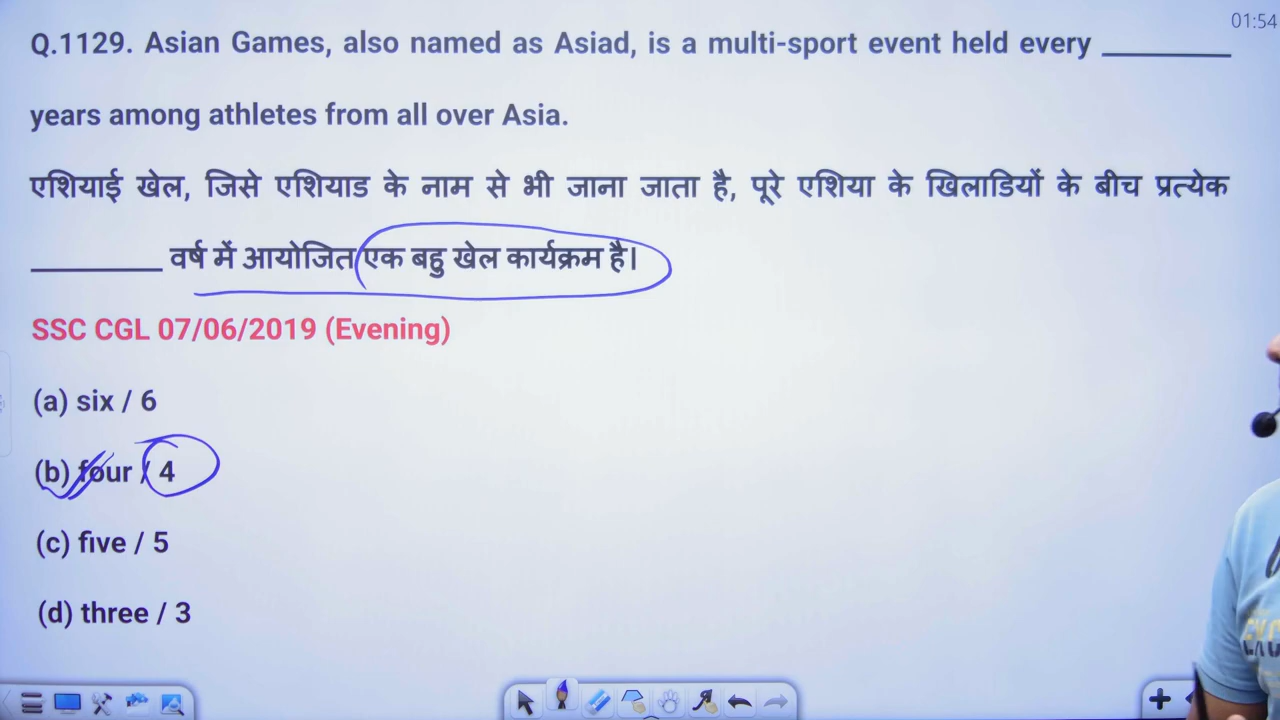 01:54
Q.1129. Asian Games, also named as Asiad, is a multi-sport event held every ________
years among athletes from all over Asia.
एशियाई खेल, जिसे एशियाड के नाम से भी जाना जाता है, पूरे एशिया के खिलाडियों के बीच प्रत्येक
________ वर्ष में आयोजित एक बहु खेल कार्यक्रम है।
SSC CGL 07/06/2019 (Evening)
(a) six / 6
(b) four / 4
(c) five / 5
(d) three / 3